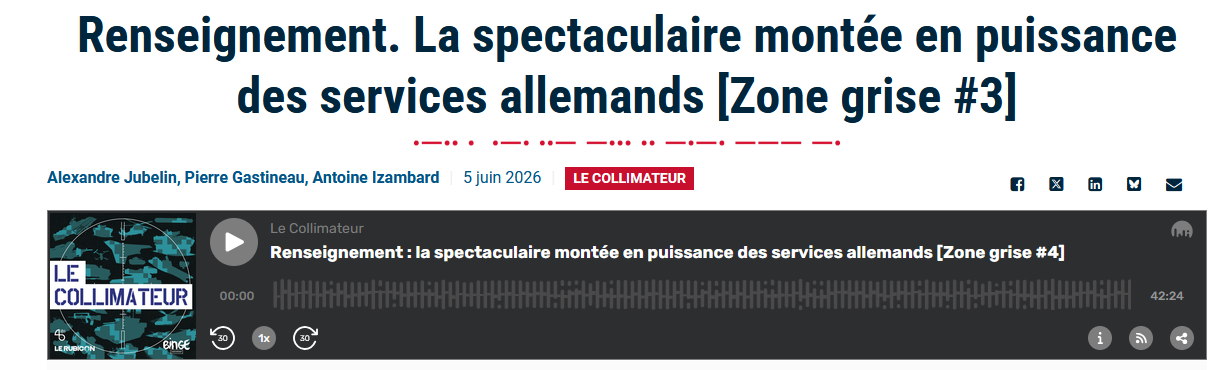 Renseignement. La spectaculaire montée en puissance
des services allemands [Zone grise #3]
Alexandre Jubelin, Pierre Gastineau, Antoine Izambard 5 juin 2026 LE COLLIMATEUR
Le Collimateur
Renseignement : la spectaculaire montée en puissance des services allemands [Zone grise #4]
LE
COLLIMATEUR
00:00
42:24
LE RUBICON
BINGE
30
1x
30